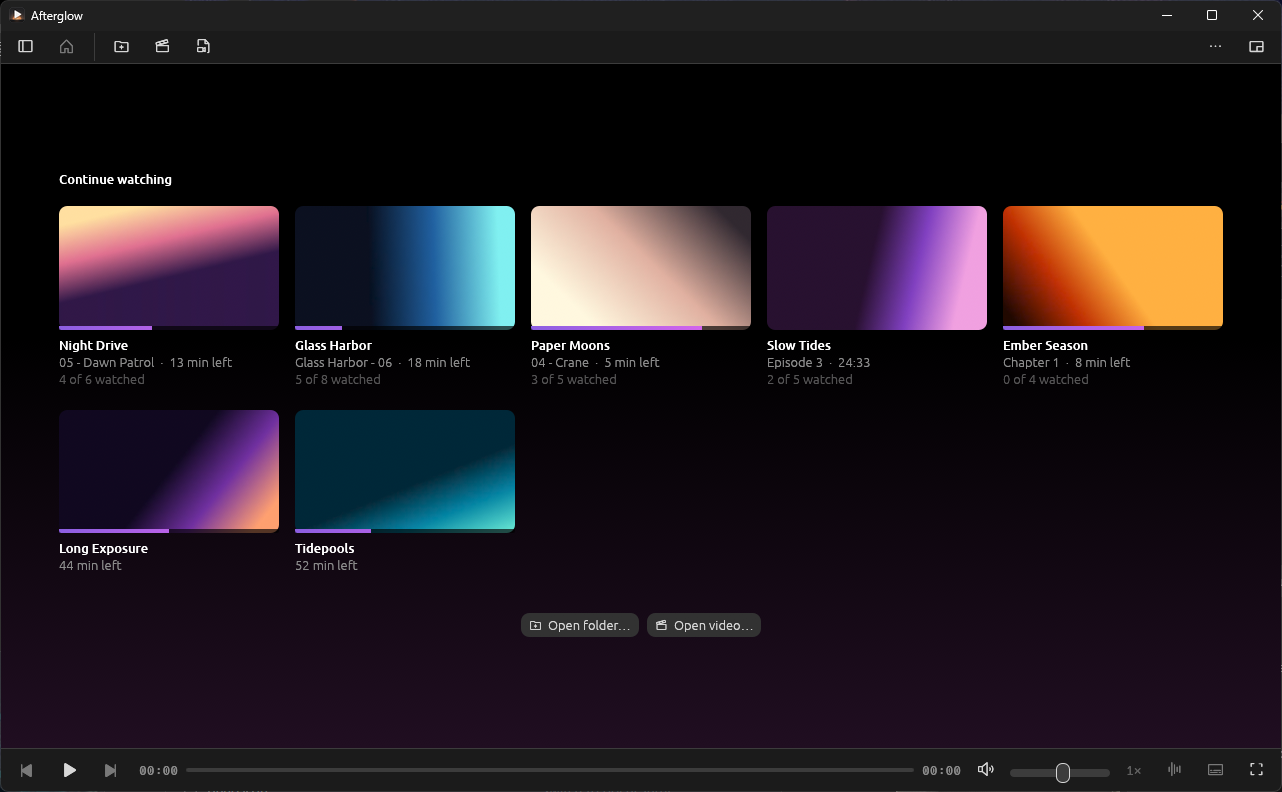 Afterglow
Continue watching
Night Drive
05 - Dawn Patrol · 13 min left
4 of 6 watched
Glass Harbor
Glass Harbor - 06 · 18 min left
5 of 8 watched
Paper Moons
04 - Crane · 5 min left
3 of 5 watched
Slow Tides
Episode 3 · 24:33
2 of 5 watched
Ember Season
Chapter 1 · 8 min left
0 of 4 watched
Long Exposure
44 min left
Tidepools
52 min left
Open folder…
Open video…
00:00
00:00
1×